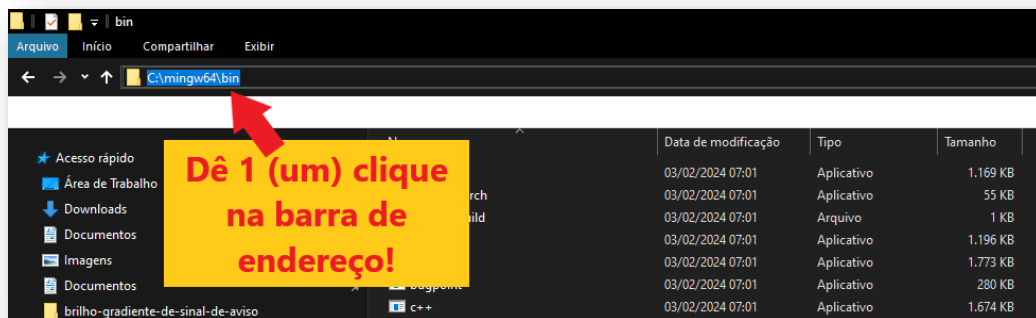 bin
Arquivo Início Compartilhar Exibir
C:\mingw64\bin
Data de modificação Tipo Tamanho
Acesso rápido
Área de Trabalho
Downloads
Documentos
Imagens
Documentos
brilho-gradiente-de-sinal-de-aviso
Dê 1 (um) clique
na barra de
endereço!
03/02/2024 07:01 Aplicativo 1.169 KB
rch 03/02/2024 07:01 Aplicativo 55 KB
ild 03/02/2024 07:01 Arquivo 1 KB
03/02/2024 07:01 Aplicativo 1.196 KB
03/02/2024 07:01 Aplicativo 1.773 KB
03/02/2024 07:01 Aplicativo 280 KB
c++ 03/02/2024 07:01 Aplicativo 1.674 KB